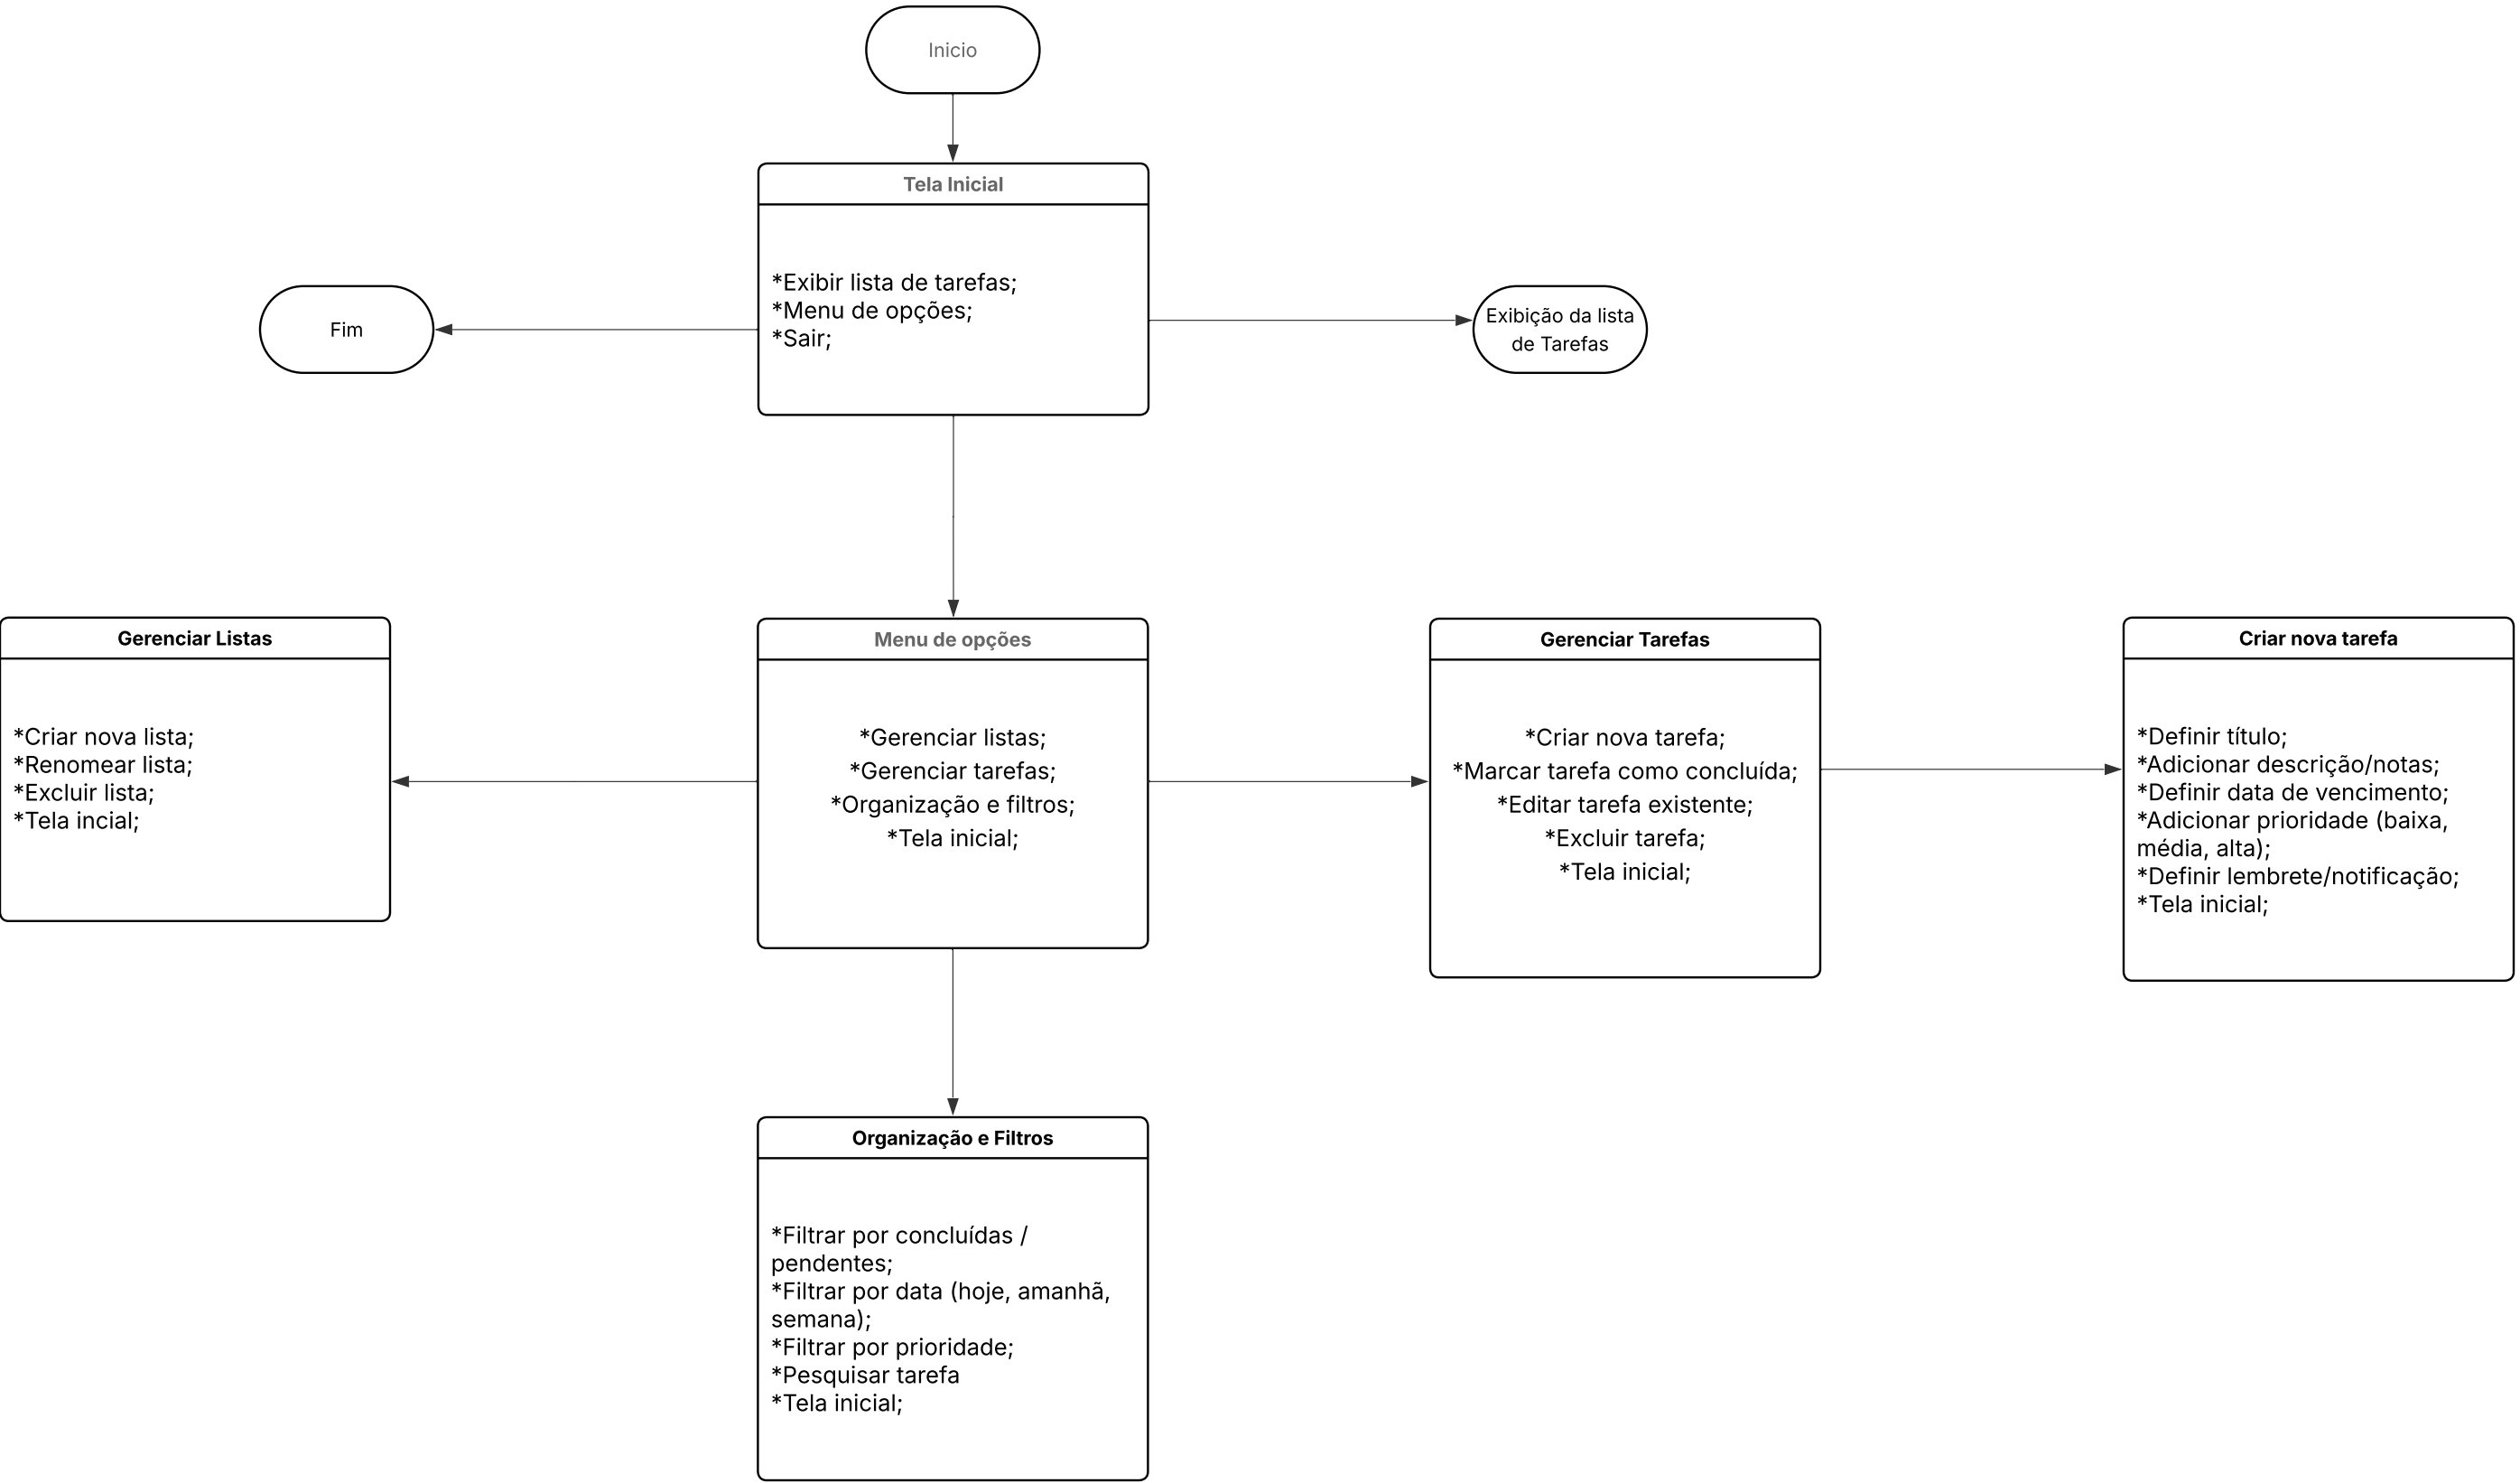 Inicio
Tela Inicial
*Exibir lista de tarefas;
*Menu de opções;
*Sair;
Fim
Exibição da lista
de Tarefas
Gerenciar Listas
*Criar nova lista;
*Renomear lista;
*Excluir lista;
*Tela incial;
Menu de opções
*Gerenciar listas;
*Gerenciar tarefas;
*Organização e filtros;
*Tela inicial;
Gerenciar Tarefas
*Criar nova tarefa;
*Marcar tarefa como concluída;
*Editar tarefa existente;
*Excluir tarefa;
*Tela inicial;
Criar nova tarefa
*Definir título;
*Adicionar descrição/notas;
*Definir data de vencimento;
*Adicionar prioridade (baixa,
média, alta);
*Definir lembrete/notificação;
*Tela inicial;
Organização e Filtros
*Filtrar por concluídas /
pendentes;
*Filtrar por data (hoje, amanhã,
semana);
*Filtrar por prioridade;
*Pesquisar tarefa
*Tela inicial;